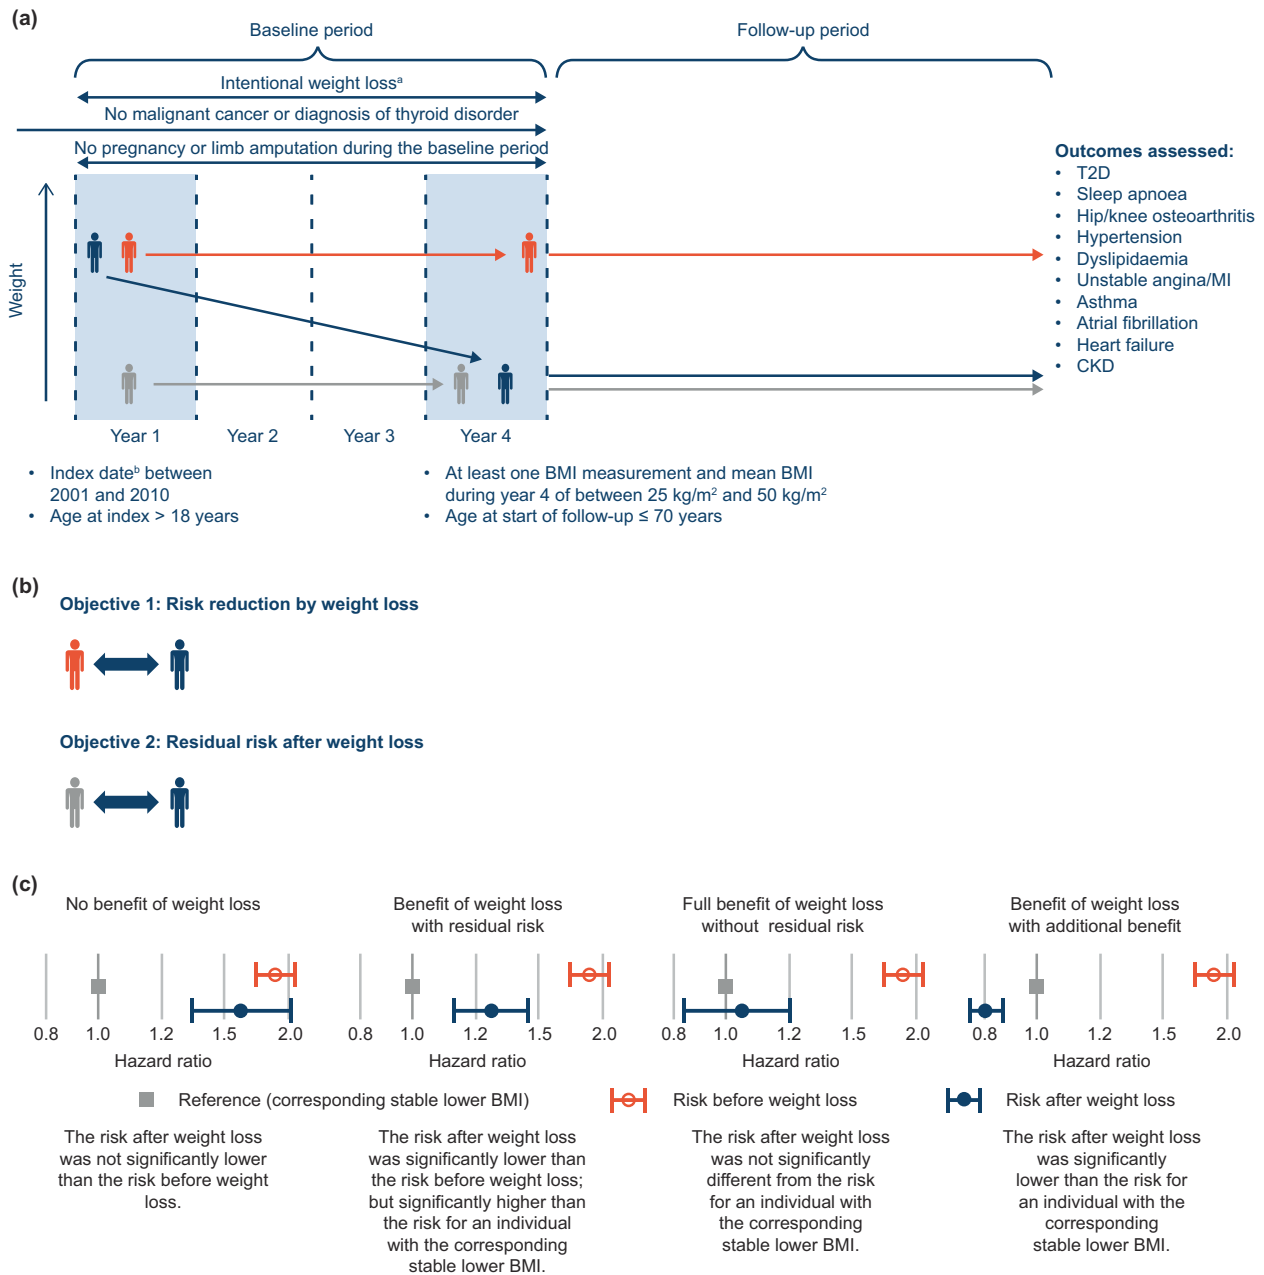 (a)
Baseline period
Follow-up period
Intentional weight lossᵃ
No malignant cancer or diagnosis of thyroid disorder
No pregnancy or limb amputation during the baseline period
Weight
Outcomes assessed:
• T2D
• Sleep apnoea
• Hip/knee osteoarthritis
• Hypertension
• Dyslipidaemia
• Unstable angina/MI
• Asthma
• Atrial fibrillation
• Heart failure
• CKD
Year 1
Year 2
Year 3
Year 4
• Index dateᵇ between
2001 and 2010
• Age at index > 18 years
• At least one BMI measurement and mean BMI
during year 4 of between 25 kg/m² and 50 kg/m²
• Age at start of follow-up ≤ 70 years
(b)
Objective 1: Risk reduction by weight loss
Objective 2: Residual risk after weight loss
(c)
No benefit of weight loss
0.8 1.0 1.2 1.5 2.0
Hazard ratio
Benefit of weight loss
with residual risk
0.8 1.0 1.2 1.5 2.0
Hazard ratio
Full benefit of weight loss
without residual risk
0.8 1.0 1.2 1.5 2.0
Hazard ratio
Benefit of weight loss
with additional benefit
0.8 1.0 1.2 1.5 2.0
Hazard ratio
Reference (corresponding stable lower BMI)
Risk before weight loss
Risk after weight loss
The risk after weight loss
was not significantly lower
than the risk before weight
loss.
The risk after weight loss
was significantly lower than
the risk before weight loss;
but significantly higher than
the risk for an individual
with the corresponding
stable lower BMI.
The risk after weight loss
was not significantly
different from the risk
for an individual with
the corresponding
stable lower BMI.
The risk after weight loss
was significantly
lower than the risk for
an individual with the
corresponding
stable lower BMI.